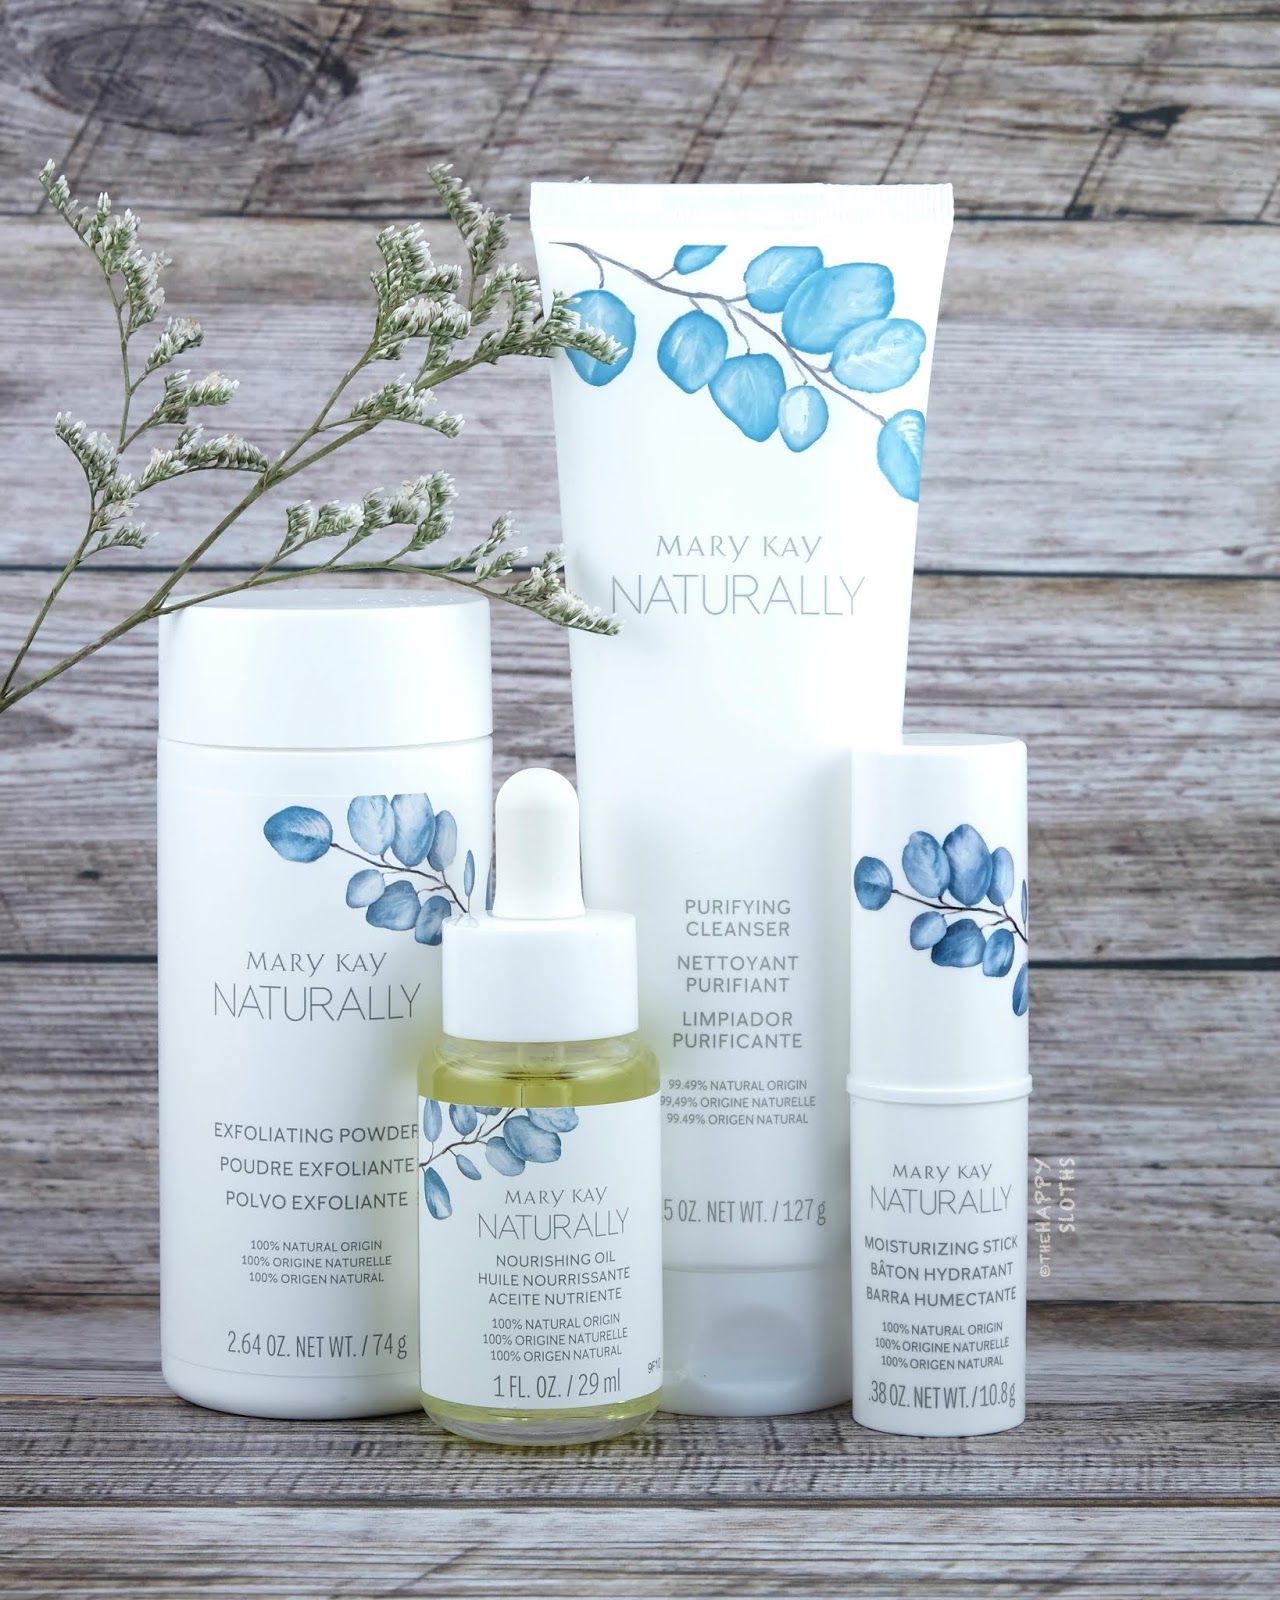 MARY KAY
NATURALLY
PURIFYING
CLEANSER
NETTOYANT
PURIFIANT
LIMPIADOR
PURIFICANTE
99.49% NATURAL ORIGIN
99,49% ORIGINE NATURELLE
99.49% ORIGEN NATURAL
5 OZ. NET WT. / 127 g
MARY KAY
NATURALLY
EXFOLIATING POWDER
POUDRE EXFOLIANTE
POLVO EXFOLIANTE
100% NATURAL ORIGIN
100% ORIGINE NATURELLE
100% ORIGEN NATURAL
2.64 OZ. NET WT. / 74 g
MARY KAY
NATURALLY
NOURISHING OIL
HUILE NOURRISSANTE
ACEITE NUTRIENTE
100% NATURAL ORIGIN
100% ORIGINE NATURELLE
100% ORIGEN NATURAL
1 FL. OZ. / 29 ml
MARY KAY
NATURALLY
MOISTURIZING STICK
BÂTON HYDRATANT
BARRA HUMECTANTE
100% NATURAL ORIGIN
100% ORIGINE NATURELLE
100% ORIGEN NATURAL
.38 OZ. NET WT. / 10.8 g
©THEHAPPY
SLOTHS